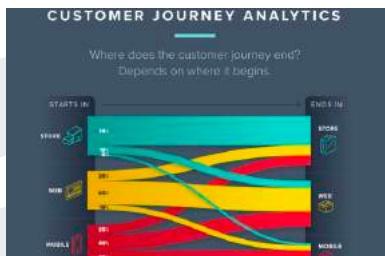 CUSTOMER JOURNEY ANALYTICS
Where does the customer journey end?
Depends on where it begins.
STARTS IN
ENDS IN
STORE
STORE
WEB
WEB
MOBILE
MOBILE